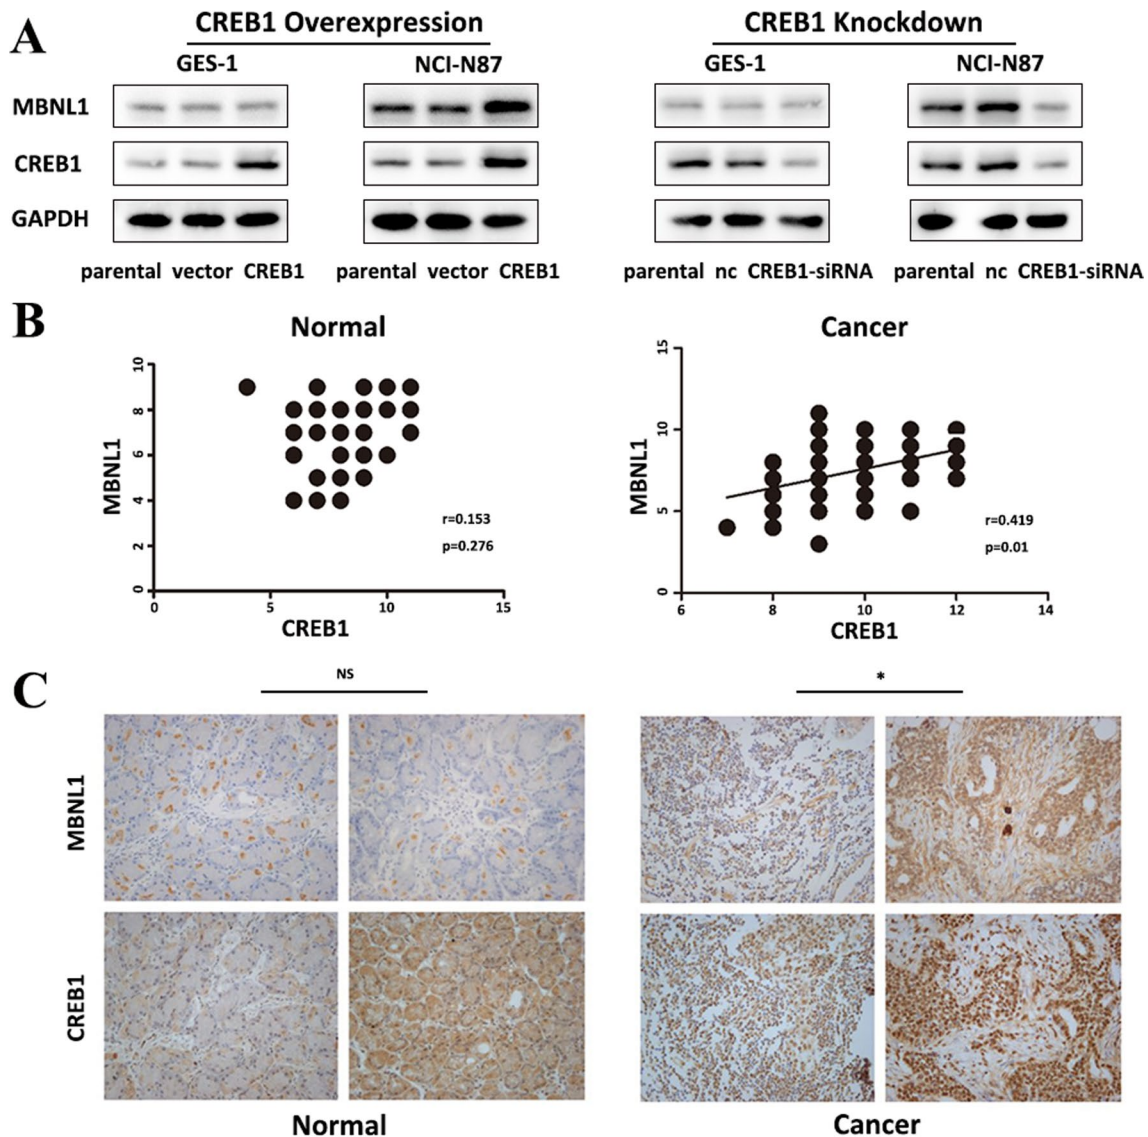 A
CREB1 Overexpression
CREB1 Knockdown
GES-1
NCI-N87
GES-1
NCI-N87
MBNL1
CREB1
GAPDH
parental vector CREB1
parental vector CREB1
parental nc CREB1-siRNA
parental nc CREB1-siRNA
B
Normal
MBNL1
10
8
6
4
2
0
r=0.153
p=0.276
0 5 10 15
CREB1
Cancer
MBNL1
15
10
5
0
r=0.419
p=0.01
6 8 10 12 14
CREB1
C
NS
*
MBNL1
CREB1
Normal
Cancer